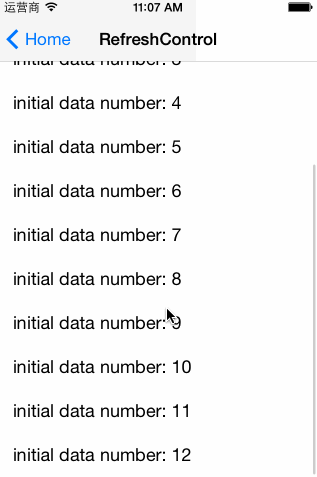 运营商 11:07 AM
Home RefreshControl
initial data number: 3
initial data number: 4
initial data number: 5
initial data number: 6
initial data number: 7
initial data number: 8
initial data number: 9
initial data number: 10
initial data number: 11
initial data number: 12